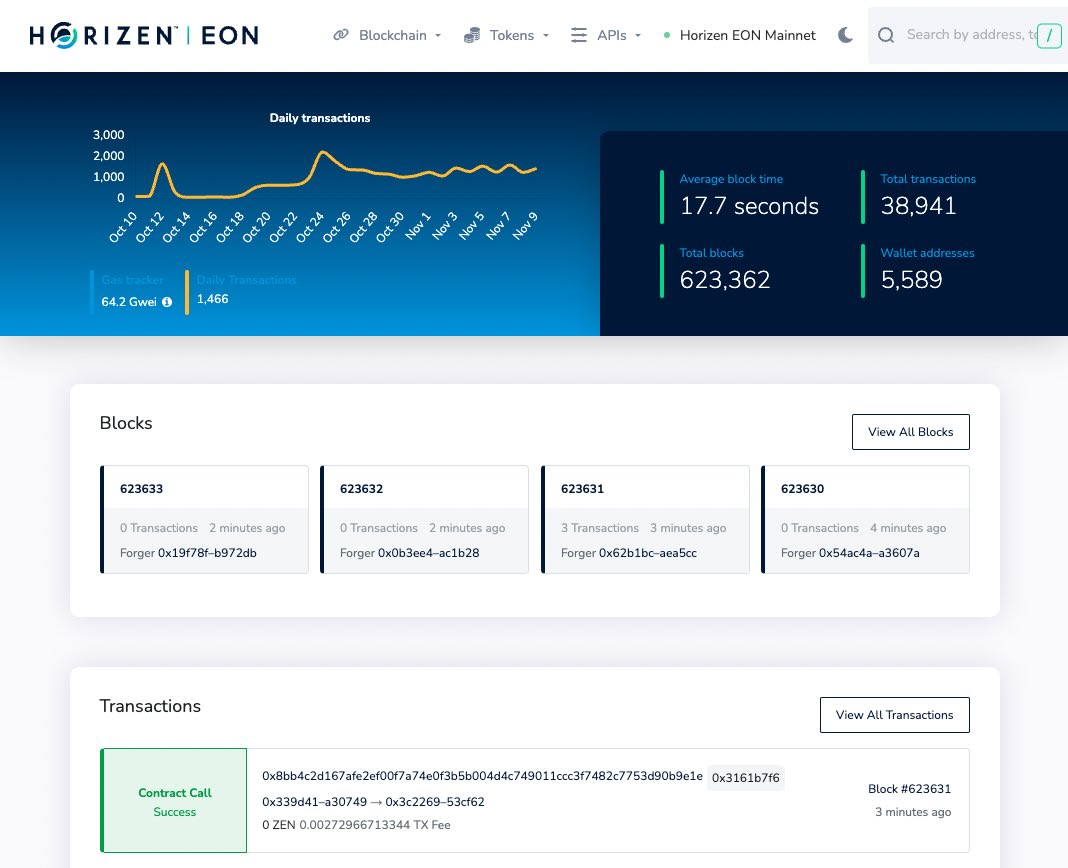 HORIZEN™ | EON
Blockchain Tokens APIs Horizen EON Mainnet Search by address, to /
Daily transactions
3,000
2,000
1,000
0
Oct 10 Oct 12 Oct 14 Oct 16 Oct 18 Oct 20 Oct 22 Oct 24 Oct 26 Oct 28 Oct 30 Nov 1 Nov 3 Nov 5 Nov 7 Nov 9
Gas tracker Daily Transactions
64.2 Gwei 1,466
Average block time Total transactions
17.7 seconds 38,941
Total blocks Wallet addresses
623,362 5,589
Blocks
View All Blocks
623633 623632 623631 623630
0 Transactions 2 minutes ago 0 Transactions 2 minutes ago 3 Transactions 3 minutes ago 0 Transactions 4 minutes ago
Forger 0x19f78f–b972db Forger 0x0b3ee4–ac1b28 Forger 0x62b1bc–aea5cc Forger 0x54ac4a–a3607a
Transactions
View All Transactions
Contract Call
Success
0x8bb4c2d167afe2ef00f7a74e0f3b5b004d4c749011ccc3f7482c7753d90b9e1e 0x3161b7f6
0x339d41–a30749 → 0x3c2269–53cf62
0 ZEN 0.00272966713344 TX Fee
Block #623631
3 minutes ago